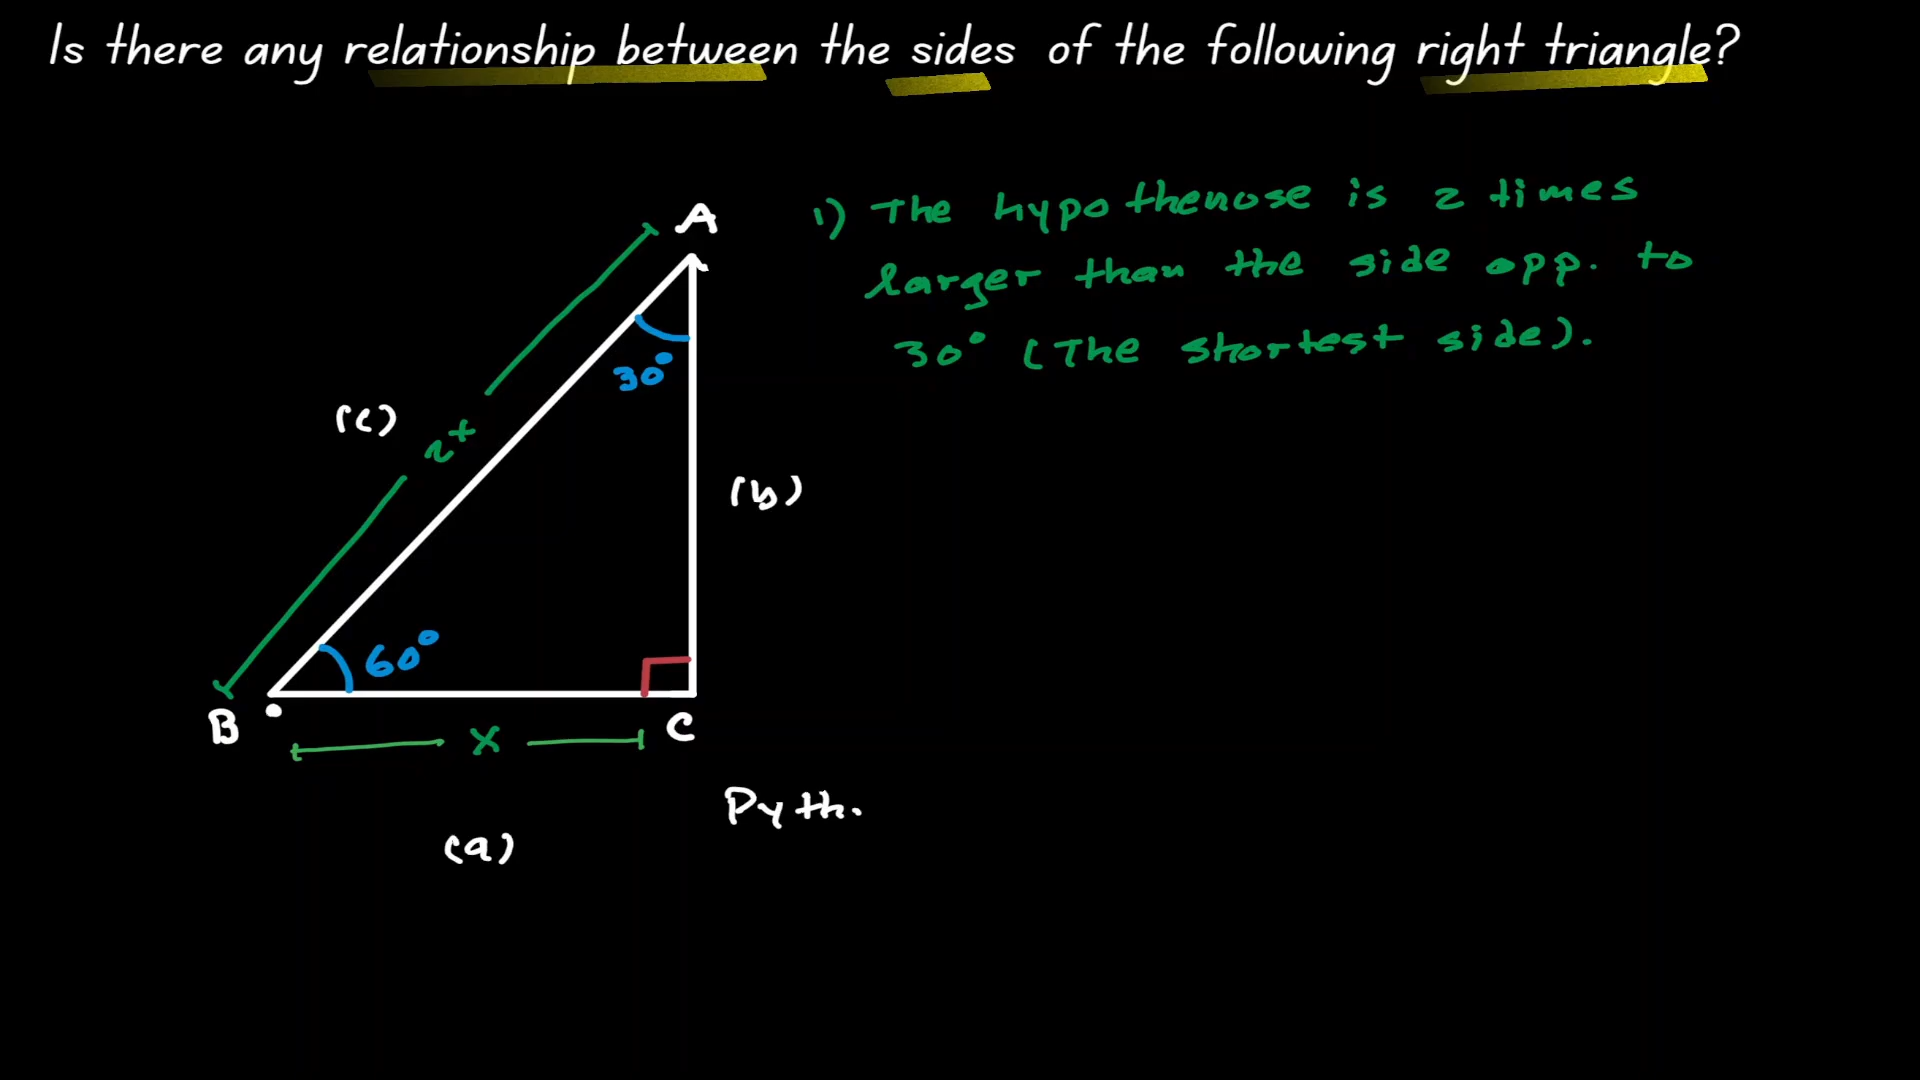 Is there any relationship between the sides of the following right triangle?
A
1) The hypothenose is 2 times
larger than the side opp. to
30° (The shortest side).
30°
(c)
2x
(b)
60°
B
C
x
Pyth.
(a)